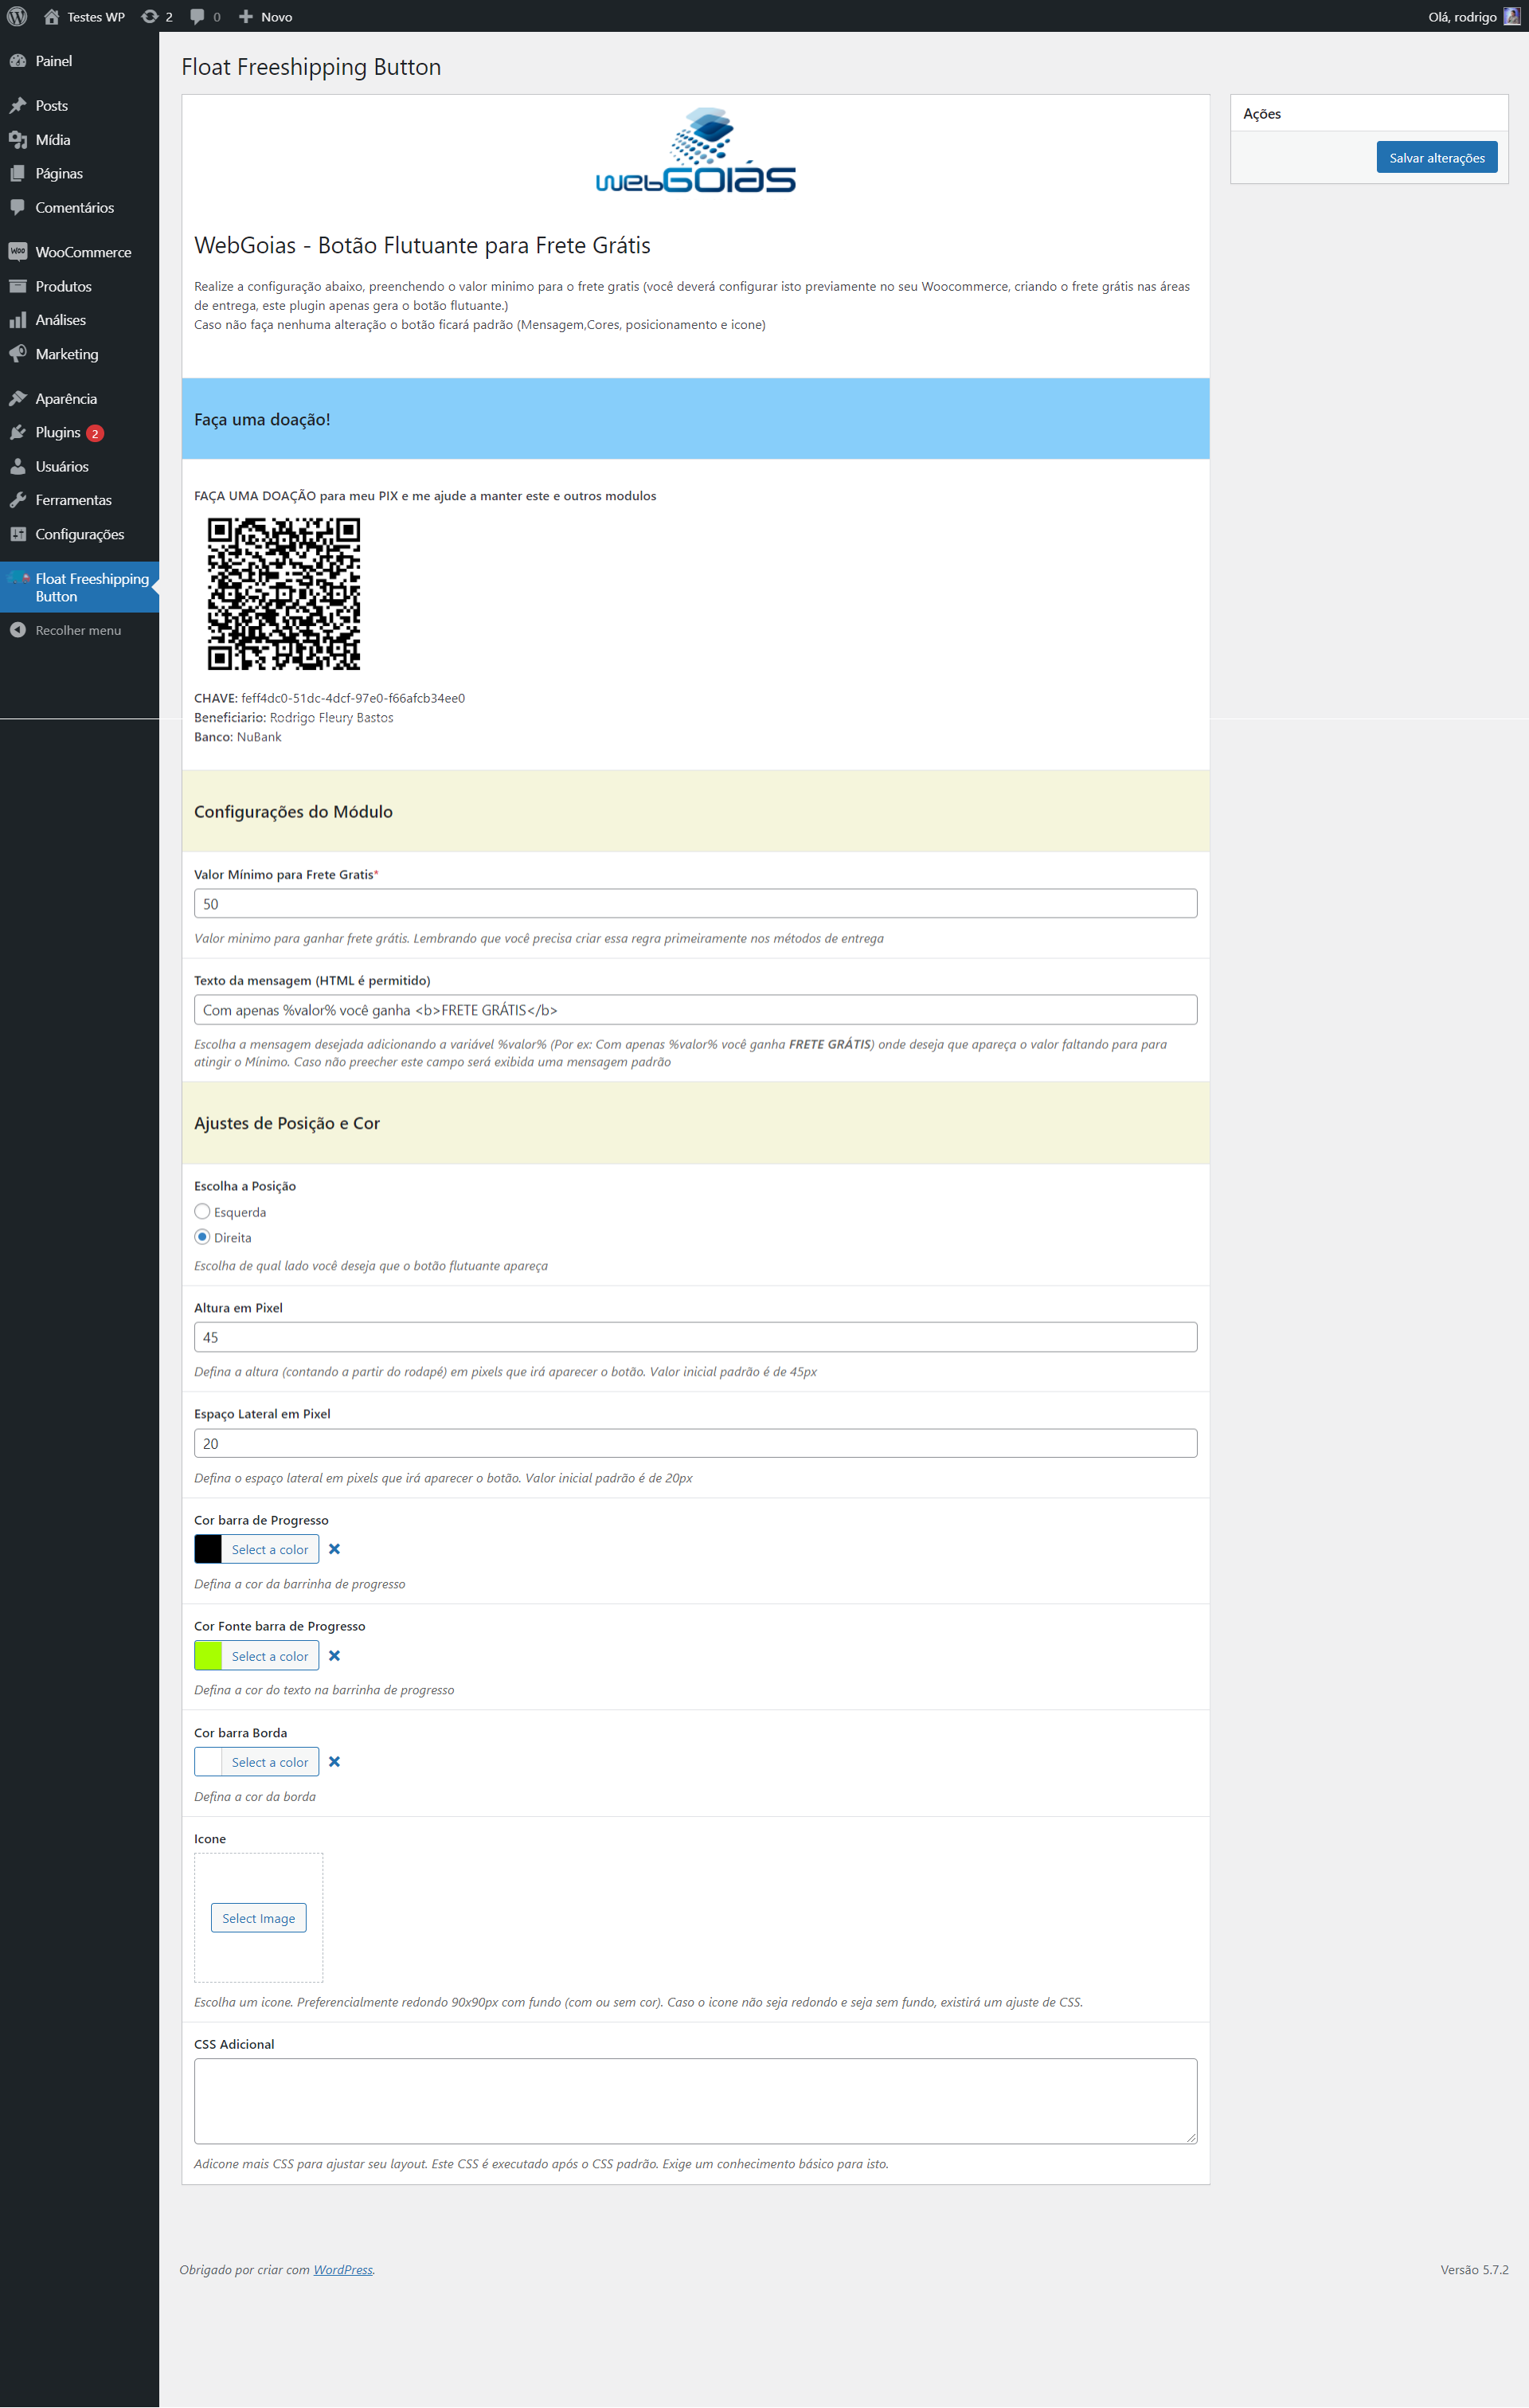 Testes WP
2
0
Novo
Olá, rodrigo
Painel
Posts
Mídia
Páginas
Comentários
WooCommerce
Produtos
Análises
Marketing
Aparência
Plugins 2
Usuários
Ferramentas
Configurações
Float Freeshipping
Button
Recolher menu
Float Freeshipping Button
webGOIÁS
WebGoias - Botão Flutuante para Frete Grátis
Realize a configuração abaixo, preenchendo o valor minimo para o frete gratis (você deverá configurar isto previamente no seu Woocommerce, criando o frete grátis nas áreas
de entrega, este plugin apenas gera o botão flutuante.)
Caso não faça nenhuma alteração o botão ficará padrão (Mensagem,Cores, posicionamento e icone)
Faça uma doação!
FAÇA UMA DOAÇÃO para meu PIX e me ajude a manter este e outros modulos
CHAVE: feff4dc0-51dc-4dcf-97e0-f66afcb34ee0
Beneficiario: Rodrigo Fleury Bastos
Banco: NuBank
Configurações do Módulo
Valor Mínimo para Frete Gratis*
50
Valor minimo para ganhar frete grátis. Lembrando que você precisa criar essa regra primeiramente nos métodos de entrega
Texto da mensagem (HTML é permitido)
Com apenas %valor% você ganha <b>FRETE GRÁTIS</b>
Escolha a mensagem desejada adicionando a variável %valor% (Por ex: Com apenas %valor% você ganha FRETE GRÁTIS) onde deseja que apareça o valor faltando para para
atingir o Mínimo. Caso não preecher este campo será exibida uma mensagem padrão
Ajustes de Posição e Cor
Escolha a Posição
Esquerda
Direita
Escolha de qual lado você deseja que o botão flutuante apareça
Altura em Pixel
45
Defina a altura (contando a partir do rodapé) em pixels que irá aparecer o botão. Valor inicial padrão é de 45px
Espaço Lateral em Pixel
20
Defina o espaço lateral em pixels que irá aparecer o botão. Valor inicial padrão é de 20px
Cor barra de Progresso
Select a color
Defina a cor da barrinha de progresso
Cor Fonte barra de Progresso
Select a color
Defina a cor do texto na barrinha de progresso
Cor barra Borda
Select a color
Defina a cor da borda
Icone
Select Image
Escolha um icone. Preferencialmente redondo 90x90px com fundo (com ou sem cor). Caso o icone não seja redondo e seja sem fundo, existirá um ajuste de CSS.
CSS Adicional
Adicone mais CSS para ajustar seu layout. Este CSS é executado após o CSS padrão. Exige um conhecimento básico para isto.
Ações
Salvar alterações
Obrigado por criar com WordPress.
Versão 5.7.2